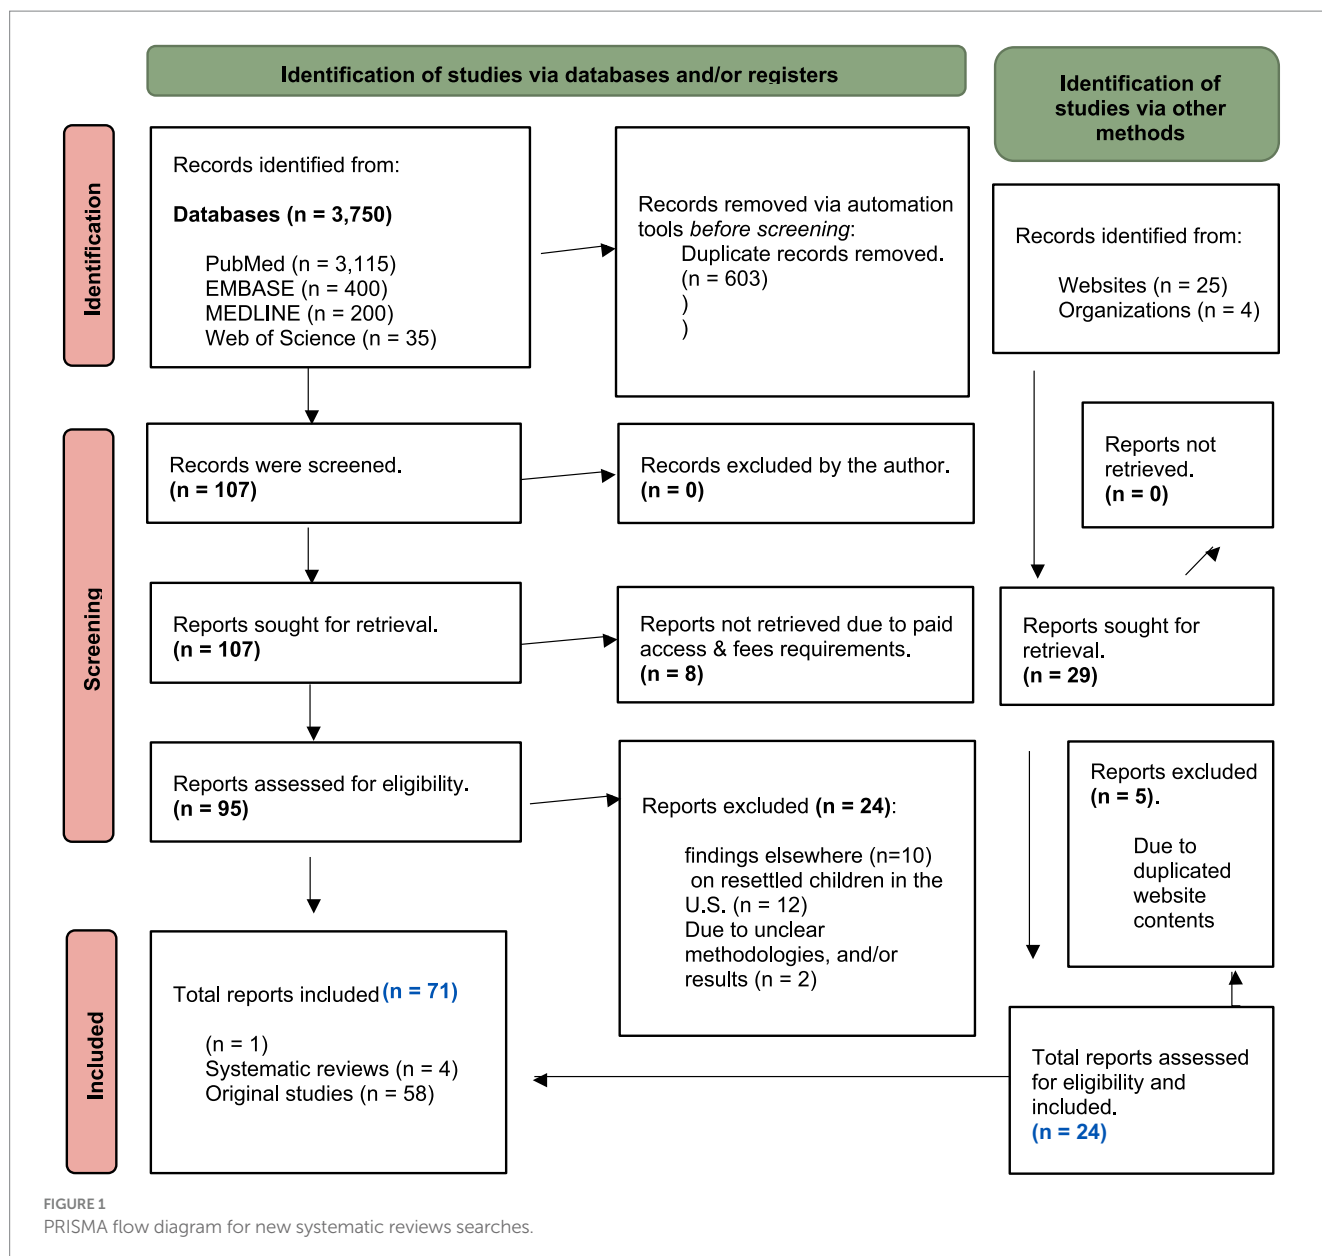 Identification of studies via databases and/or registers
Identification of
studies via other
methods
Identification
Records identified from:
Databases (n = 3,750)
PubMed (n = 3,115)
EMBASE (n = 400)
MEDLINE (n = 200)
Web of Science (n = 35)
Records removed via automation
tools before screening:
Duplicate records removed.
(n = 603)
)
)
Records identified from:
Websites (n = 25)
Organizations (n = 4)
Screening
Records were screened.
(n = 107)
Records excluded by the author.
(n = 0)
Reports not
retrieved.
(n = 0)
Reports sought for retrieval.
(n = 107)
Reports not retrieved due to paid
access & fees requirements.
(n = 8)
Reports sought for
retrieval.
(n = 29)
Reports assessed for eligibility.
(n = 95)
Reports excluded (n = 24):
findings elsewhere (n=10)
on resettled children in the
U.S. (n = 12)
Due to unclear
methodologies, and/or
results (n = 2)
Reports excluded
(n = 5).
Due to
duplicated
website
contents
Included
Total reports included (n = 71)
(n = 1)
Systematic reviews (n = 4)
Original studies (n = 58)
Total reports assessed
for eligibility and
included.
(n = 24)
FIGURE 1
PRISMA flow diagram for new systematic reviews searches.